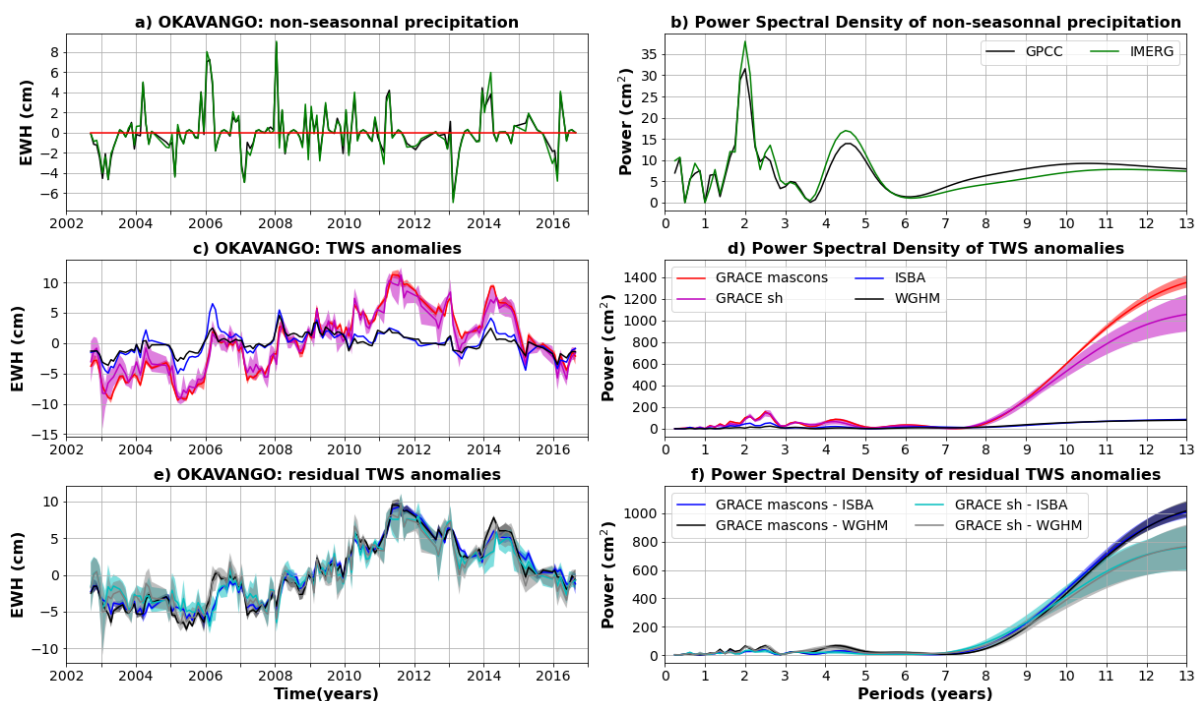 a) OKAVANGO: non-seasonnal precipitation
EWH (cm)
8
6
4
2
0
−2
−4
−6
2002 2004 2006 2008 2010 2012 2014 2016
b) Power Spectral Density of non-seasonnal precipitation
GPCC IMERG
Power (cm2)
35
30
25
20
15
10
5
0
0 1 2 3 4 5 6 7 8 9 10 11 12 13
c) OKAVANGO: TWS anomalies
EWH (cm)
10
5
0
−5
−10
−15
2002 2004 2006 2008 2010 2012 2014 2016
d) Power Spectral Density of TWS anomalies
GRACE mascons ISBA
GRACE sh WGHM
Power (cm2)
1400
1200
1000
800
600
400
200
0
0 1 2 3 4 5 6 7 8 9 10 11 12 13
e) OKAVANGO: residual TWS anomalies
EWH (cm)
10
5
0
−5
−10
2002 2004 2006 2008 2010 2012 2014 2016
Time(years)
f) Power Spectral Density of residual TWS anomalies
GRACE mascons - ISBA GRACE sh - ISBA
GRACE mascons - WGHM GRACE sh - WGHM
Power (cm2)
1000
800
600
400
200
0
0 1 2 3 4 5 6 7 8 9 10 11 12 13
Periods (years)